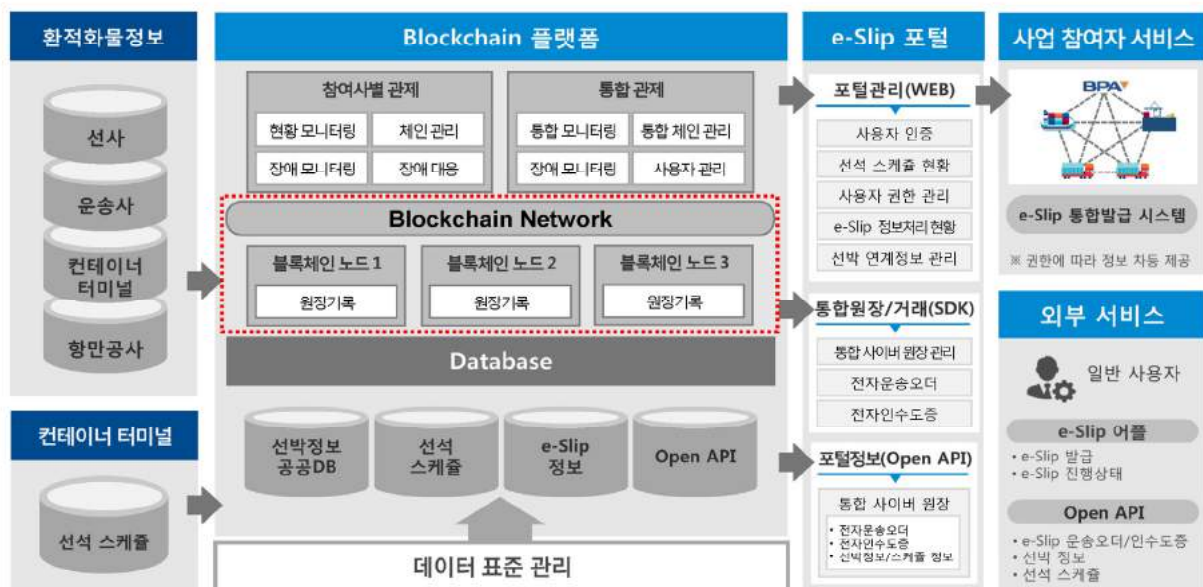 환적화물정보
선사
운송사
컨테이너
터미널
항만공사
컨테이너 터미널
선석 스케쥴
Blockchain 플랫폼
참여사별 관제
현황 모니터링
체인 관리
장애 모니터링
장애 대응
통합 관제
통합 모니터링
통합 체인 관리
장애 모니터링
사용자 관리
Blockchain Network
블록체인 노드 1
원장기록
블록체인 노드 2
원장기록
블록체인 노드 3
원장기록
Database
선박정보
공공DB
선석
스케쥴
e-Slip
정보
Open API
데이터 표준 관리
e-Slip 포털
포털관리(WEB)
사용자 인증
선석 스케쥴 현황
사용자 권한 관리
e-Slip 정보처리 현황
선박 연계정보 관리
통합원장/거래(SDK)
통합 사이버 원장 관리
전자운송오더
전자인수도증
포털정보(Open API)
통합 사이버 원장
• 전자운송오더
• 전자인수도증
• 선박정보/스케쥴 정보
사업 참여자 서비스
BPA
e-Slip 통합발급 시스템
※ 권한에 따라 정보 차등 제공
외부 서비스
일반 사용자
e-Slip 어플
• e-Slip 발급
• e-Slip 진행상태
Open API
• e-Slip 운송오더/인수도증
• 선박 정보
• 선석 스케쥴